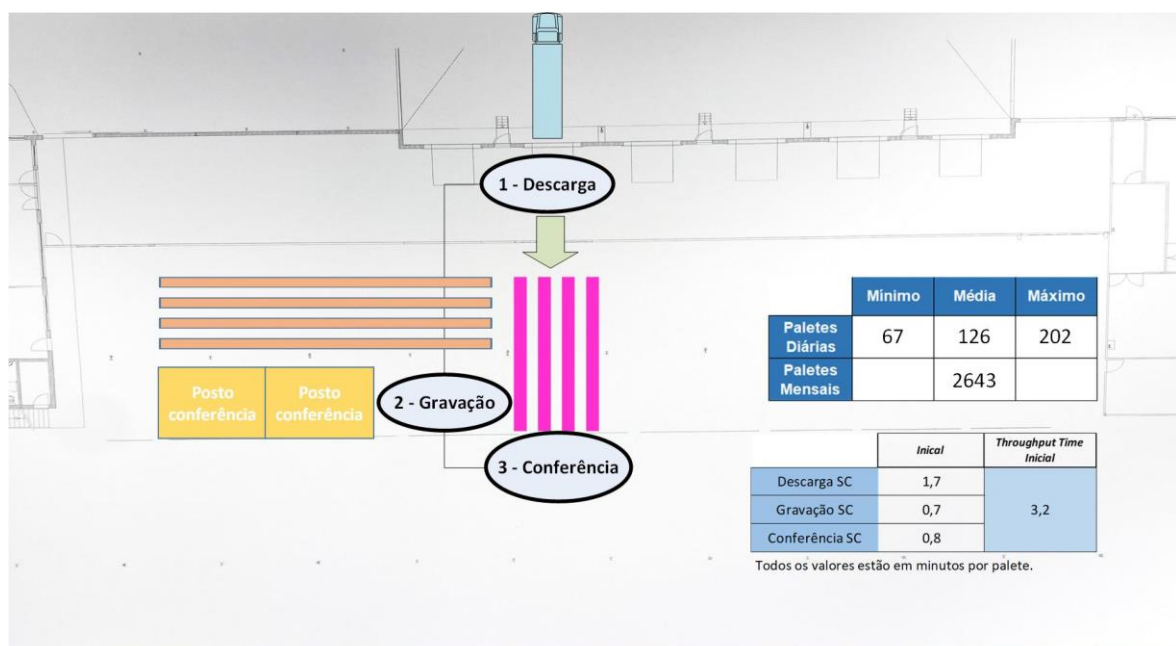 1 - Descarga
Posto
conferência
Posto
conferência
2 - Gravação
3 - Conferência
Mínimo Média Máximo
Paletes
Diárias
67 126 202
Paletes
Mensais
2643
Inical
Throughput Time
Inicial
Descarga SC 1,7
Gravação SC 0,7
3,2
Conferência SC 0,8
Todos os valores estão em minutos por palete.